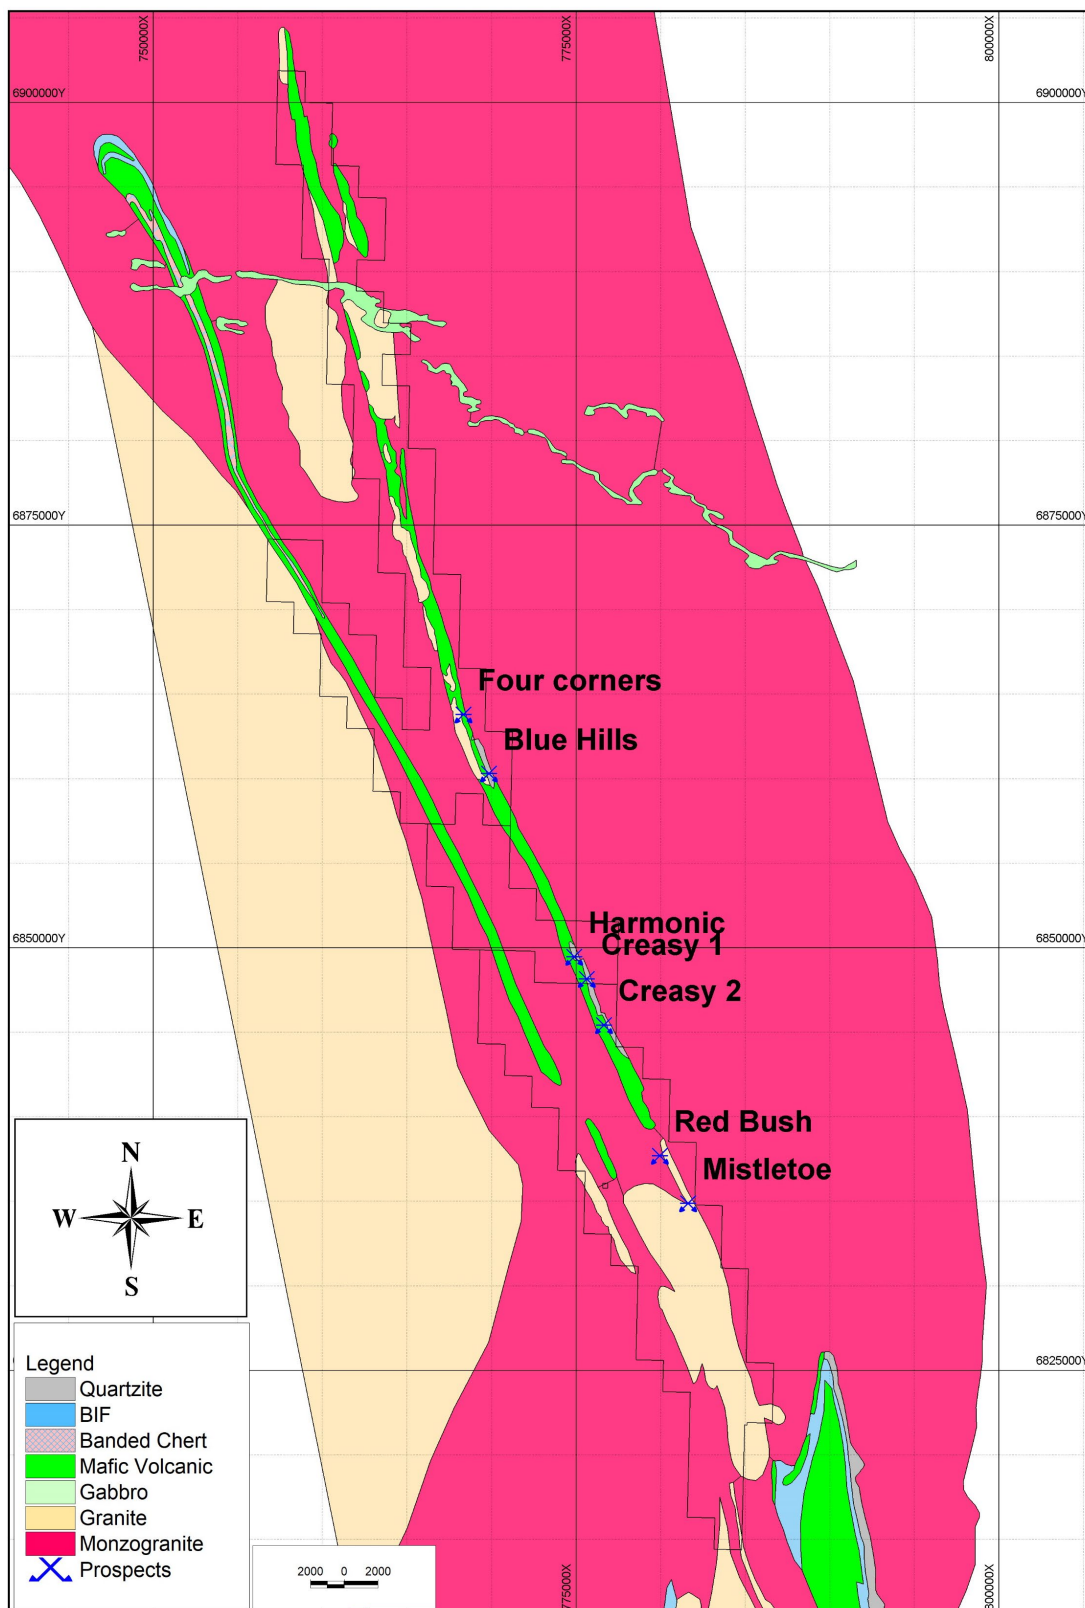 750000X
775000X
800000X
6900000Y
6900000Y
6875000Y
6875000Y
Four corners
Blue Hills
Harmonic
6850000Y
Creasy 1
6850000Y
Creasy 2
Red Bush
Mistletoe
N
W
E
S
6825000Y
Legend
Quartzite
BIF
Banded Chert
Mafic Volcanic
Gabbro
Granite
Monzogranite
Prospects
2000 0 2000
775000X